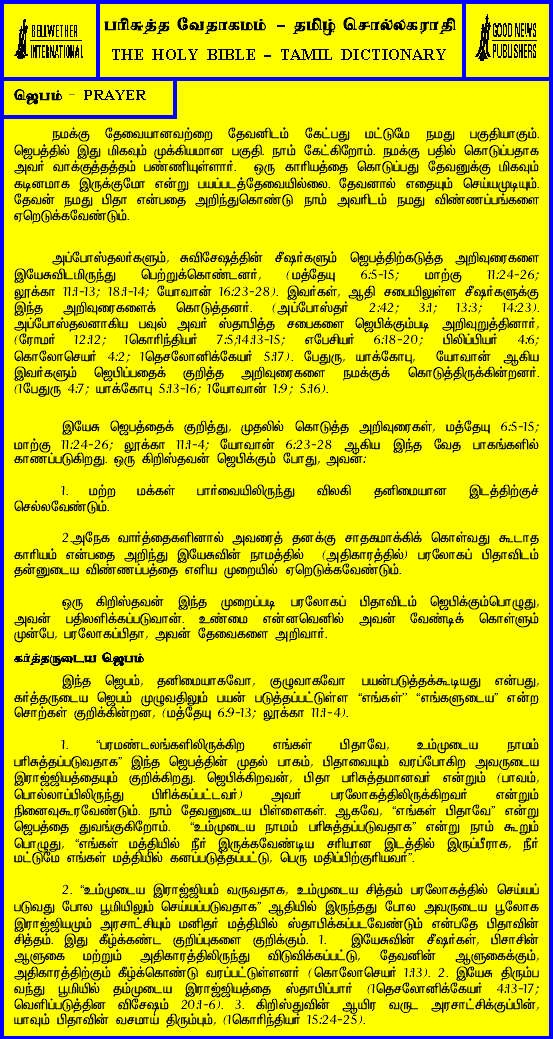 BELLWETHER
INTERNATIONAL
பரிசுத்த வேதாகமம் – தமிழ் சொல்லகராதி
THE HOLY BIBLE – TAMIL DICTIONARY
GOOD NEWS
PUBLISHERS
ஜெபம் – PRAYER
நமக்கு தேவையானவற்றை தேவனிடம் கேட்பது மட்டுமே நமது பகுதியாகும்.
ஜெபத்தில் இது மிகவும் முக்கியமான பகுதி. நாம் கேட்கிறோம். நமக்கு பதில் கொடுப்பதாக
அவர் வாக்குத்தத்தம் பண்ணியுள்ளார். ஒரு காரியத்தை கொடுப்பது தேவனுக்கு மிகவும்
கடினமாக இருக்குமோ என்று பயப்படத்தேவையில்லை. தேவனால் எதையும் செய்யமுடியும்.
தேவன் நமது பிதா என்பதை அறிந்துகொண்டு நாம் அவரிடம் நமது விண்ணப்பங்களை
ஏறெடுக்கவேண்டும்.
அப்போஸ்தலர்களும், சுவிசேஷத்தின் சீஷர்களும் ஜெபத்திற்கடுத்த அறிவுரைகளை
இயேசுவிடமிருந்து பெற்றுக்கொண்டனர், (மத்தேயு 6:5-15; மாற்கு 11:24-26;
லூக்கா 11:1-13; 18:1-14; யோவான் 16:23-28). இவர்கள், ஆதி சபையிலுள்ள சீஷர்களுக்கு
இந்த அறிவுரைகளைக் கொடுத்தனர். (அப்போஸ்தர் 2:42; 3:1; 13:3; 14:23).
அப்போஸ்தலனாகிய பவுல் அவர் ஸ்தாபித்த சபைகளை ஜெபிக்கும்படி அறிவுறுத்தினார்,
(ரோமர் 12:12; 1கொரிந்தியர் 7:5,14:13-15; எபேசியர் 6:18-20; பிலிப்பியர் 4:6;
கொலோசெயர் 4:2; 1தெசலோனிக்கேயர் 5:17). பேதுரு, யாக்கோபு, யோவான் ஆகிய
இவர்களும் ஜெபிப்பதைக் குறித்த அறிவுரைகளை நமக்குக் கொடுத்திருக்கின்றனர்.
(1பேதுரு 4:7; யாக்கோபு 5:13-16; 1யோவான் 1:9; 5:16).
இயேசு ஜெபத்தைக் குறித்து, முதலில் கொடுத்த அறிவுரைகள், மத்தேயு 6:5-15;
மாற்கு 11:24-26; லூக்கா 11:1-4; யோவான் 6:23-28 ஆகிய இந்த வேத பாகங்களில்
காணப்படுகிறது. ஒரு கிறிஸ்தவன் ஜெபிக்கும் போது, அவன்:
1. மற்ற மக்கள் பார்வையிலிருந்து விலகி தனிமையான இடத்திற்குச்
செல்லவேண்டும்.
2.அநேக வார்த்தைகளினால் அவரைத் தனக்கு சாதகமாக்கிக் கொள்வது கூடாத
காரியம் என்பதை அறிந்து இயேசுவின் நாமத்தில் (அதிகாரத்தில்) பரலோகப் பிதாவிடம்
தன்னுடைய விண்ணப்பத்தை எளிய முறையில் ஏறெடுக்கவேண்டும்.
ஒரு கிறிஸ்தவன் இந்த முறைப்படி பரலோகப் பிதாவிடம் ஜெபிக்கும்பொழுது,
அவன் பதிலளிக்கப்படுவான். உண்மை என்னவெனில் அவன் வேண்டிக் கொள்ளும்
முன்பே, பரலோகப்பிதா, அவன் தேவைகளை அறிவார்.
கர்த்தருடைய ஜெபம்
இந்த ஜெபம், தனிமையாகவோ, குழுவாகவோ பயன்படுத்தக்கூடியது என்பது,
கர்த்தருடைய ஜெபம் முழுவதிலும் பயன் படுத்தப்பட்டுள்ள “எங்கள்” “எங்களுடைய” என்ற
சொற்கள் குறிக்கின்றன, (மத்தேயு 6:9-13; லூக்கா 11:1-4).
1. “பரமண்டலங்களிலிருக்கிற எங்கள் பிதாவே, உம்முடைய நாமம்
பரிசுத்தப்படுவதாக” இந்த ஜெபத்தின் முதல் பாகம், பிதாவையும் வரப்போகிற அவருடைய
இராஜ்ஜியத்தையும் குறிக்கிறது. ஜெபிக்கிறவன், பிதா பரிசுத்தமானவர் என்றும் (பாவம்,
பொல்லாப்பிலிருந்து பிரிக்கப்பட்டவர்) அவர் பரலோகத்திலிருக்கிறவர் என்றும்
நினைவுகூரவேண்டும். நாம் தேவனுடைய பிள்ளைகள். ஆகவே, “எங்கள் பிதாவே” என்று
ஜெபத்தை துவங்குகிறோம். “உம்முடைய நாமம் பரிசுத்தப்படுவதாக” என்று நாம் கூறும்
பொழுது, “எங்கள் மத்தியில் நீர் இருக்கவேண்டிய சரியான இடத்தில் இருப்பீராக, நீர்
மட்டுமே எங்கள் மத்தியில் கனப்படுத்தப்பட்டு, பெரு மதிப்பிற்குரியவர்”.
2. “உம்முடைய இராஜ்ஜியம் வருவதாக, உம்முடைய சித்தம் பரலோகத்தில் செய்யப்
படுவது போல பூமியிலும் செய்யப்படுவதாக” ஆதியில் இருந்தது போல அவருடைய பூலோக
இராஜ்ஜியமும் அரசாட்சியும் மனிதர் மத்தியில் ஸ்தாபிக்கப்படவேண்டும் என்பதே பிதாவின்
சித்தம். இது கீழ்க்கண்ட குறிப்புகளை குறிக்கும். 1. இயேசுவின் சீஷர்கள், பிசாசின்
ஆளுகை மற்றும் அதிகாரத்திலிருந்து விடுவிக்கப்பட்டு, தேவனின் ஆளுகைக்கும்,
அதிகாரத்திற்கும் கீழ்க்கொண்டு வரப்பட்டுள்ளனர் (கொலோசெயர் 1:13). 2. இயேசு திரும்ப
வந்து பூமியில் தம்முடைய இராஜ்ஜியத்தை ஸ்தாபிப்பார் (1தெசலோனிக்கேயர் 4:13-17;
வெளிப்படுத்தின விசேஷம் 20:1-6). 3. கிறிஸ்துவின் ஆயிர வருட அரசாட்சிக்குப்பின்,
யாவும் பிதாவின் வசமாய் திரும்பும், (1கொரிந்தியர் 15:24-25).